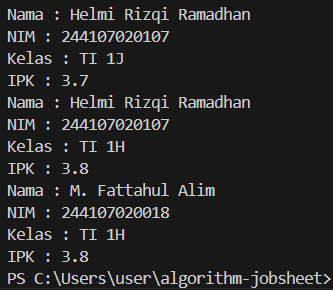 Nama : Helmi Rizqi Ramadhan
NIM : 244107020107
Kelas : TI 1J
IPK : 3.7
Nama : Helmi Rizqi Ramadhan
NIM : 244107020107
Kelas : TI 1H
IPK : 3.8
Nama : M. Fattahul Alim
NIM : 244107020018
Kelas : TI 1H
IPK : 3.8
PS C:\Users\user\algorithm-jobsheet>